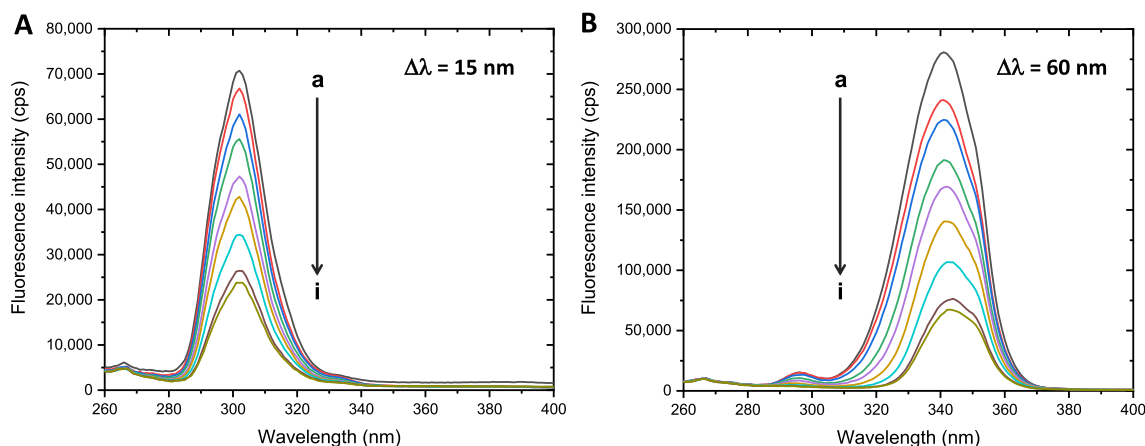 A
Δλ = 15 nm
a
i
80,000
70,000
60,000
50,000
40,000
30,000
20,000
10,000
0
260
280
300
320
340
360
380
400
Fluorescence intensity (cps)
Wavelength (nm)
B
Δλ = 60 nm
a
i
300,000
250,000
200,000
150,000
100,000
50,000
0
260
280
300
320
340
360
380
400
Fluorescence intensity (cps)
Wavelength (nm)